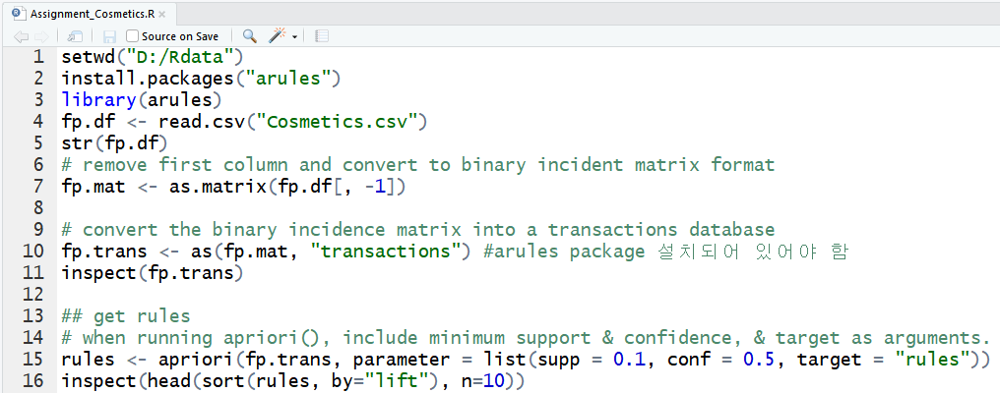 Assignment_Cosmetics.R
Source on Save
1 setwd("D:/Rdata")
2 install.packages("arules")
3 library(arules)
4 fp.df <- read.csv("Cosmetics.csv")
5 str(fp.df)
6 # remove first column and convert to binary incident matrix format
7 fp.mat <- as.matrix(fp.df[, -1])
8
9 # convert the binary incidence matrix into a transactions database
10 fp.trans <- as(fp.mat, "transactions") #arules package 설치되어 있어야 함
11 inspect(fp.trans)
12
13 ## get rules
14 # when running apriori(), include minimum support & confidence, & target as arguments.
15 rules <- apriori(fp.trans, parameter = list(supp = 0.1, conf = 0.5, target = "rules"))
16 inspect(head(sort(rules, by="lift"), n=10))